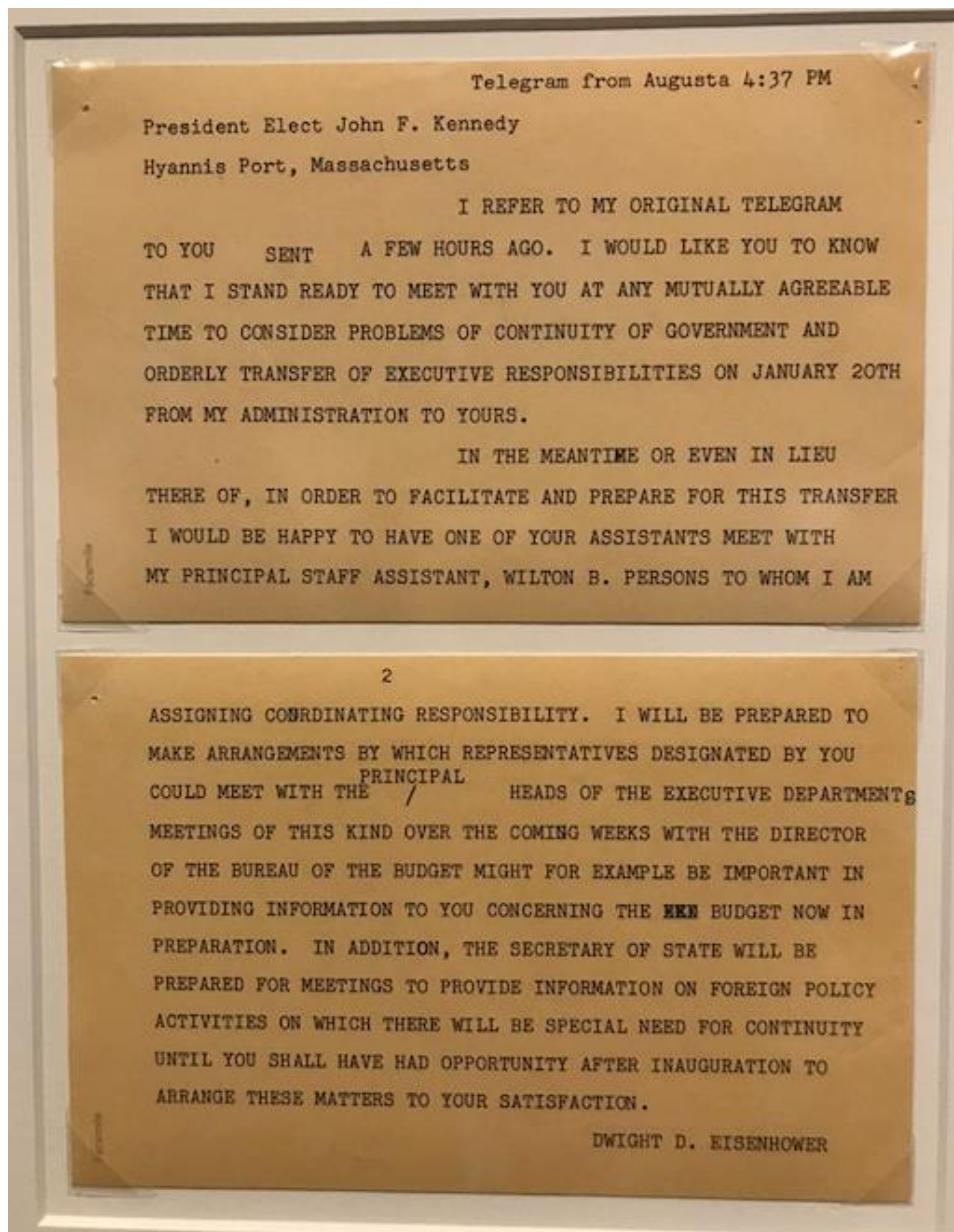 Telegram from Augusta 4:37 PM
President Elect John F. Kennedy
Hyannis Port, Massachusetts
I REFER TO MY ORIGINAL TELEGRAM
TO YOU SENT A FEW HOURS AGO. I WOULD LIKE YOU TO KNOW
THAT I STAND READY TO MEET WITH YOU AT ANY MUTUALLY AGREEABLE
TIME TO CONSIDER PROBLEMS OF CONTINUITY OF GOVERNMENT AND
ORDERLY TRANSFER OF EXECUTIVE RESPONSIBILITIES ON JANUARY 20TH
FROM MY ADMINISTRATION TO YOURS.
IN THE MEANTIME OR EVEN IN LIEU
THERE OF, IN ORDER TO FACILITATE AND PREPARE FOR THIS TRANSFER
I WOULD BE HAPPY TO HAVE ONE OF YOUR ASSISTANTS MEET WITH
MY PRINCIPAL STAFF ASSISTANT, WILTON B. PERSONS TO WHOM I AM
Facsimile
2
ASSIGNING COORDINATING RESPONSIBILITY. I WILL BE PREPARED TO
MAKE ARRANGEMENTS BY WHICH REPRESENTATIVES DESIGNATED BY YOU
PRINCIPAL
COULD MEET WITH THE / HEADS OF THE EXECUTIVE DEPARTMENTs
MEETINGS OF THIS KIND OVER THE COMING WEEKS WITH THE DIRECTOR
OF THE BUREAU OF THE BUDGET MIGHT FOR EXAMPLE BE IMPORTANT IN
PROVIDING INFORMATION TO YOU CONCERNING THE BUDGET NOW IN
PREPARATION. IN ADDITION, THE SECRETARY OF STATE WILL BE
PREPARED FOR MEETINGS TO PROVIDE INFORMATION ON FOREIGN POLICY
ACTIVITIES ON WHICH THERE WILL BE SPECIAL NEED FOR CONTINUITY
UNTIL YOU SHALL HAVE HAD OPPORTUNITY AFTER INAUGURATION TO
ARRANGE THESE MATTERS TO YOUR SATISFACTION.
DWIGHT D. EISENHOWER
Facsimile